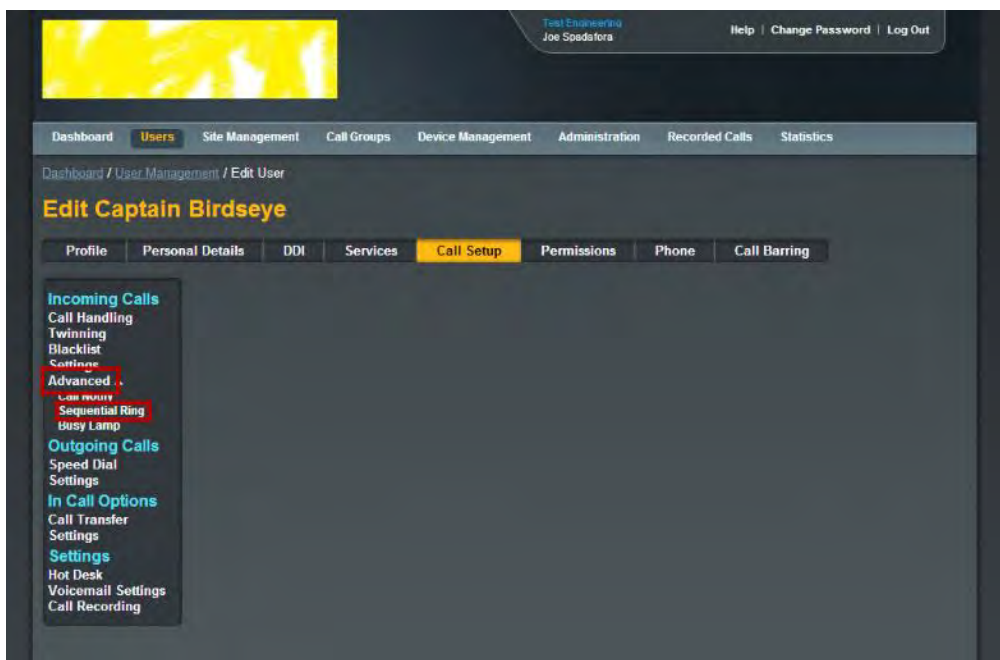 Test Engineering
Joe Spadafora
Help | Change Password | Log Out
Dashboard Users Site Management Call Groups Device Management Administration Recorded Calls Statistics
Dashboard / User Management / Edit User
Edit Captain Birdseye
Profile Personal Details DDI Services Call Setup Permissions Phone Call Barring
Incoming Calls
Call Handling
Twinning
Blacklist
Settings
Advanced
Call Notify
Sequential Ring
Busy Lamp
Outgoing Calls
Speed Dial
Settings
In Call Options
Call Transfer
Settings
Settings
Hot Desk
Voicemail Settings
Call Recording